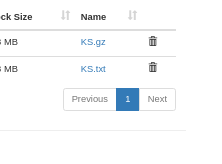 ck Size Name
MB KS.gz
MB KS.txt
Previous 1 Next